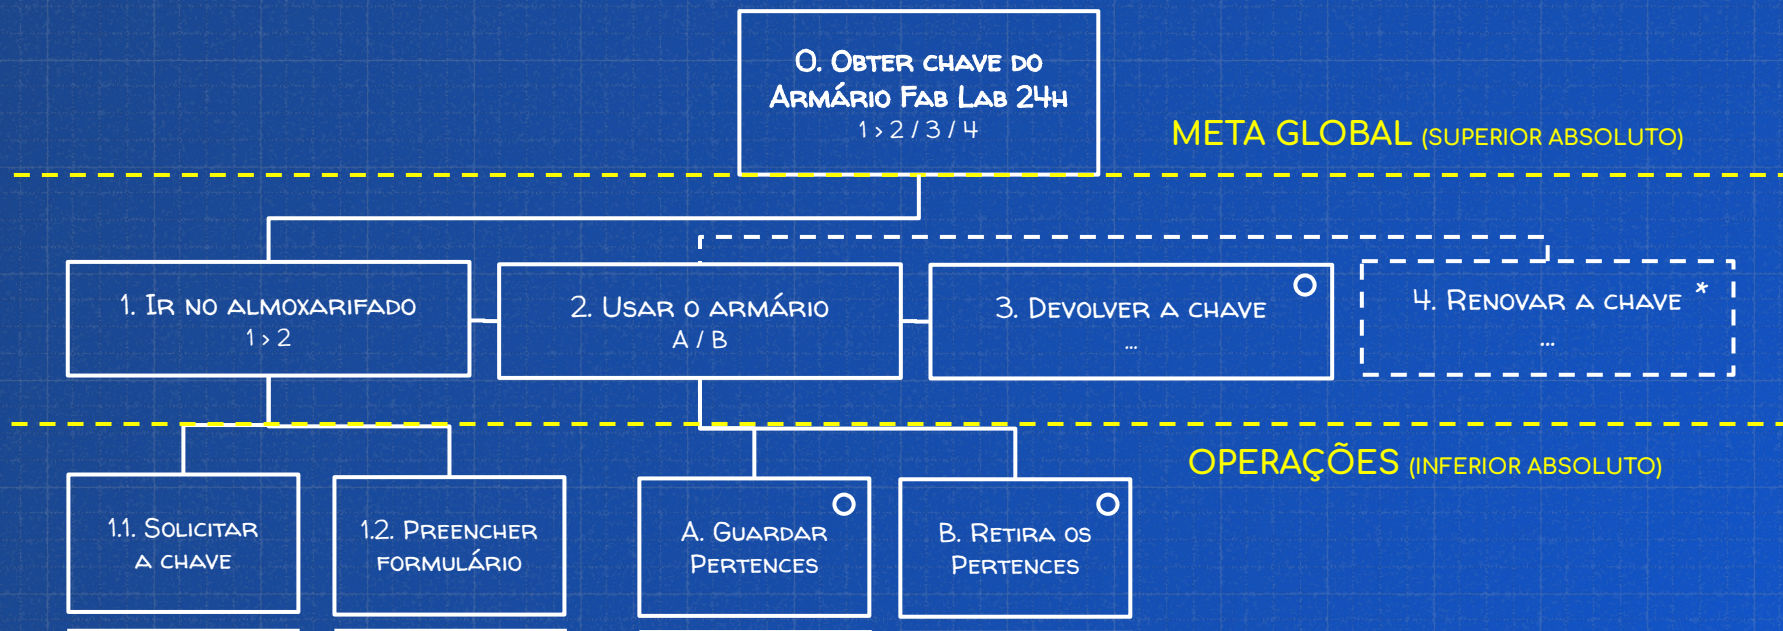 0. Obter chave do
Armário Fab Lab 24h
1 > 2 / 3 / 4
META GLOBAL (SUPERIOR ABSOLUTO)
1. Ir no almoxarifado
1 > 2
2. Usar o armário
A / B
3. Devolver a chave
...
4. Renovar a chave *
...
OPERAÇÕES (INFERIOR ABSOLUTO)
1.1. Solicitar
a chave
1.2. Preencher
formulário
A. Guardar
Pertences
B. Retira os
Pertences